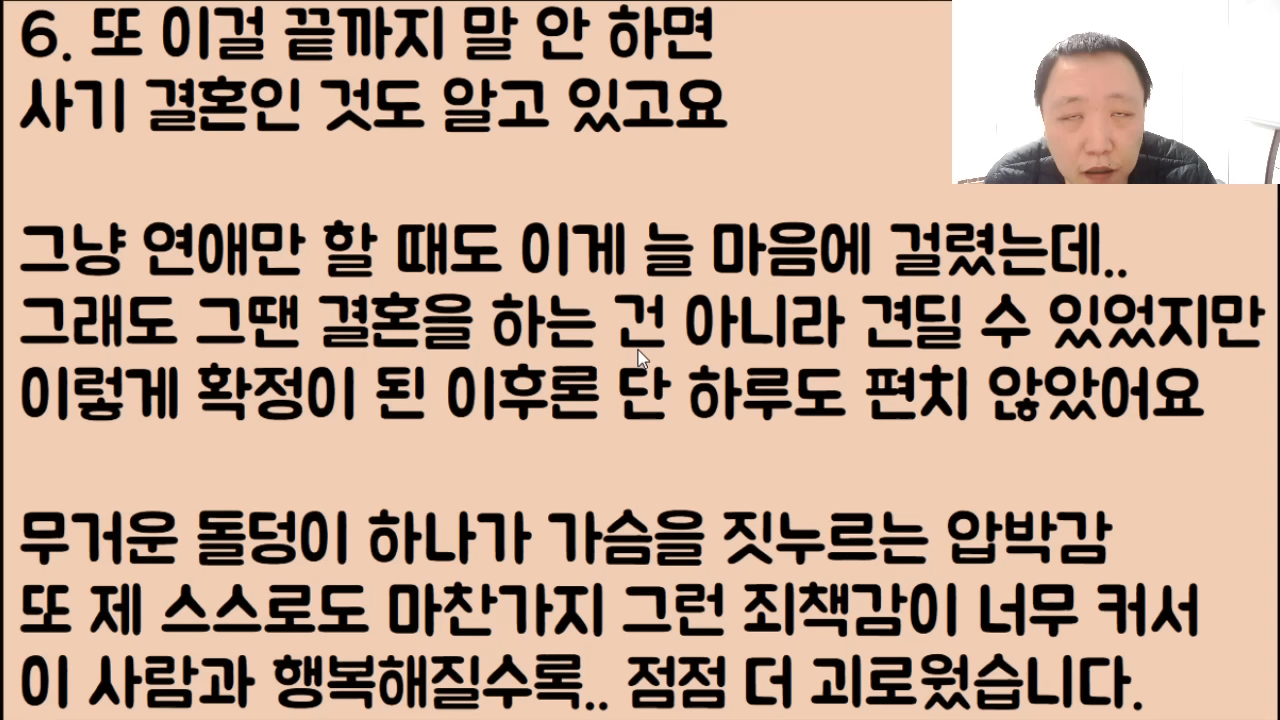 6. 또 이걸 끝까지 말 안 하면
사기 결혼인 것도 알고 있고요
그냥 연애만 할 때도 이게 늘 마음에 걸렸는데..
그래도 그땐 결혼을 하는 건 아니라 견딜 수 있었지만
이렇게 확정이 된 이후론 단 하루도 편치 않았어요
무거운 돌덩이 하나가 가슴을 짓누르는 압박감
또 제 스스로도 마찬가지 그런 죄책감이 너무 커서
이 사람과 행복해질수록.. 점점 더 괴로웠습니다.